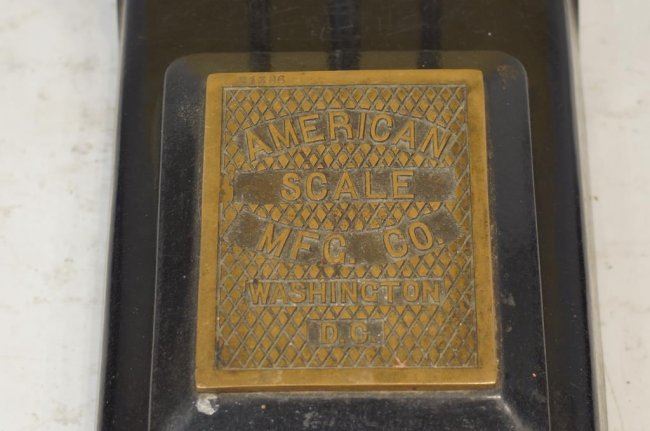 AMERICAN
SCALE
MFG. CO.
WASHINGTON
D.C.